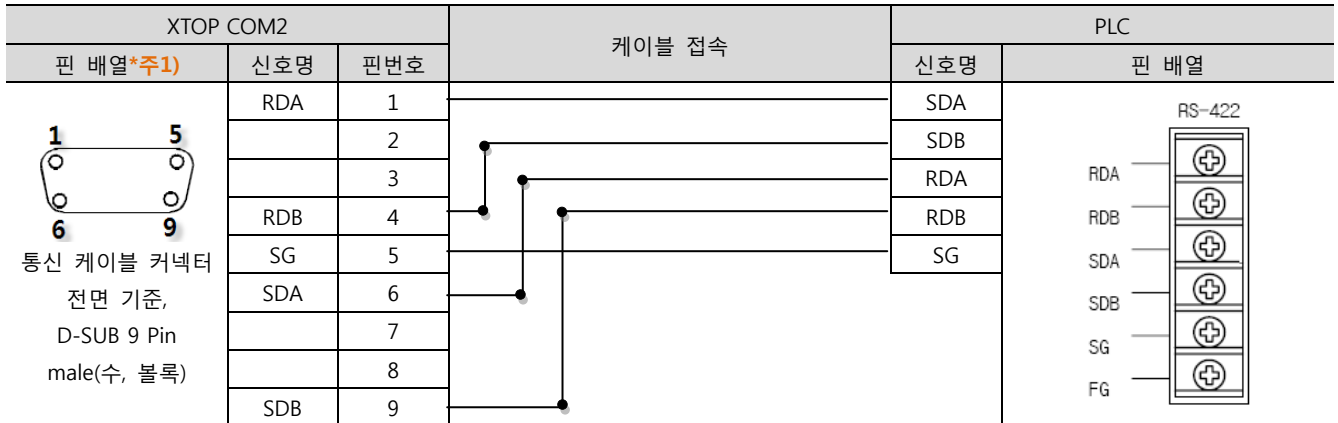 XTOP COM2 케이블 접속 PLC
핀 배열*주1) 신호명 핀번호 신호명 핀 배열
RDA 1 SDA
2 SDB
3 RDA
RDB 4 RDB
SG 5 SG
SDA 6
7
8
SDB 9
1 5
6 9
통신 케이블 커넥터
전면 기준,
D-SUB 9 Pin
male(수, 볼록)
RS-422
RDA
RDB
SDA
SDB
SG
FG